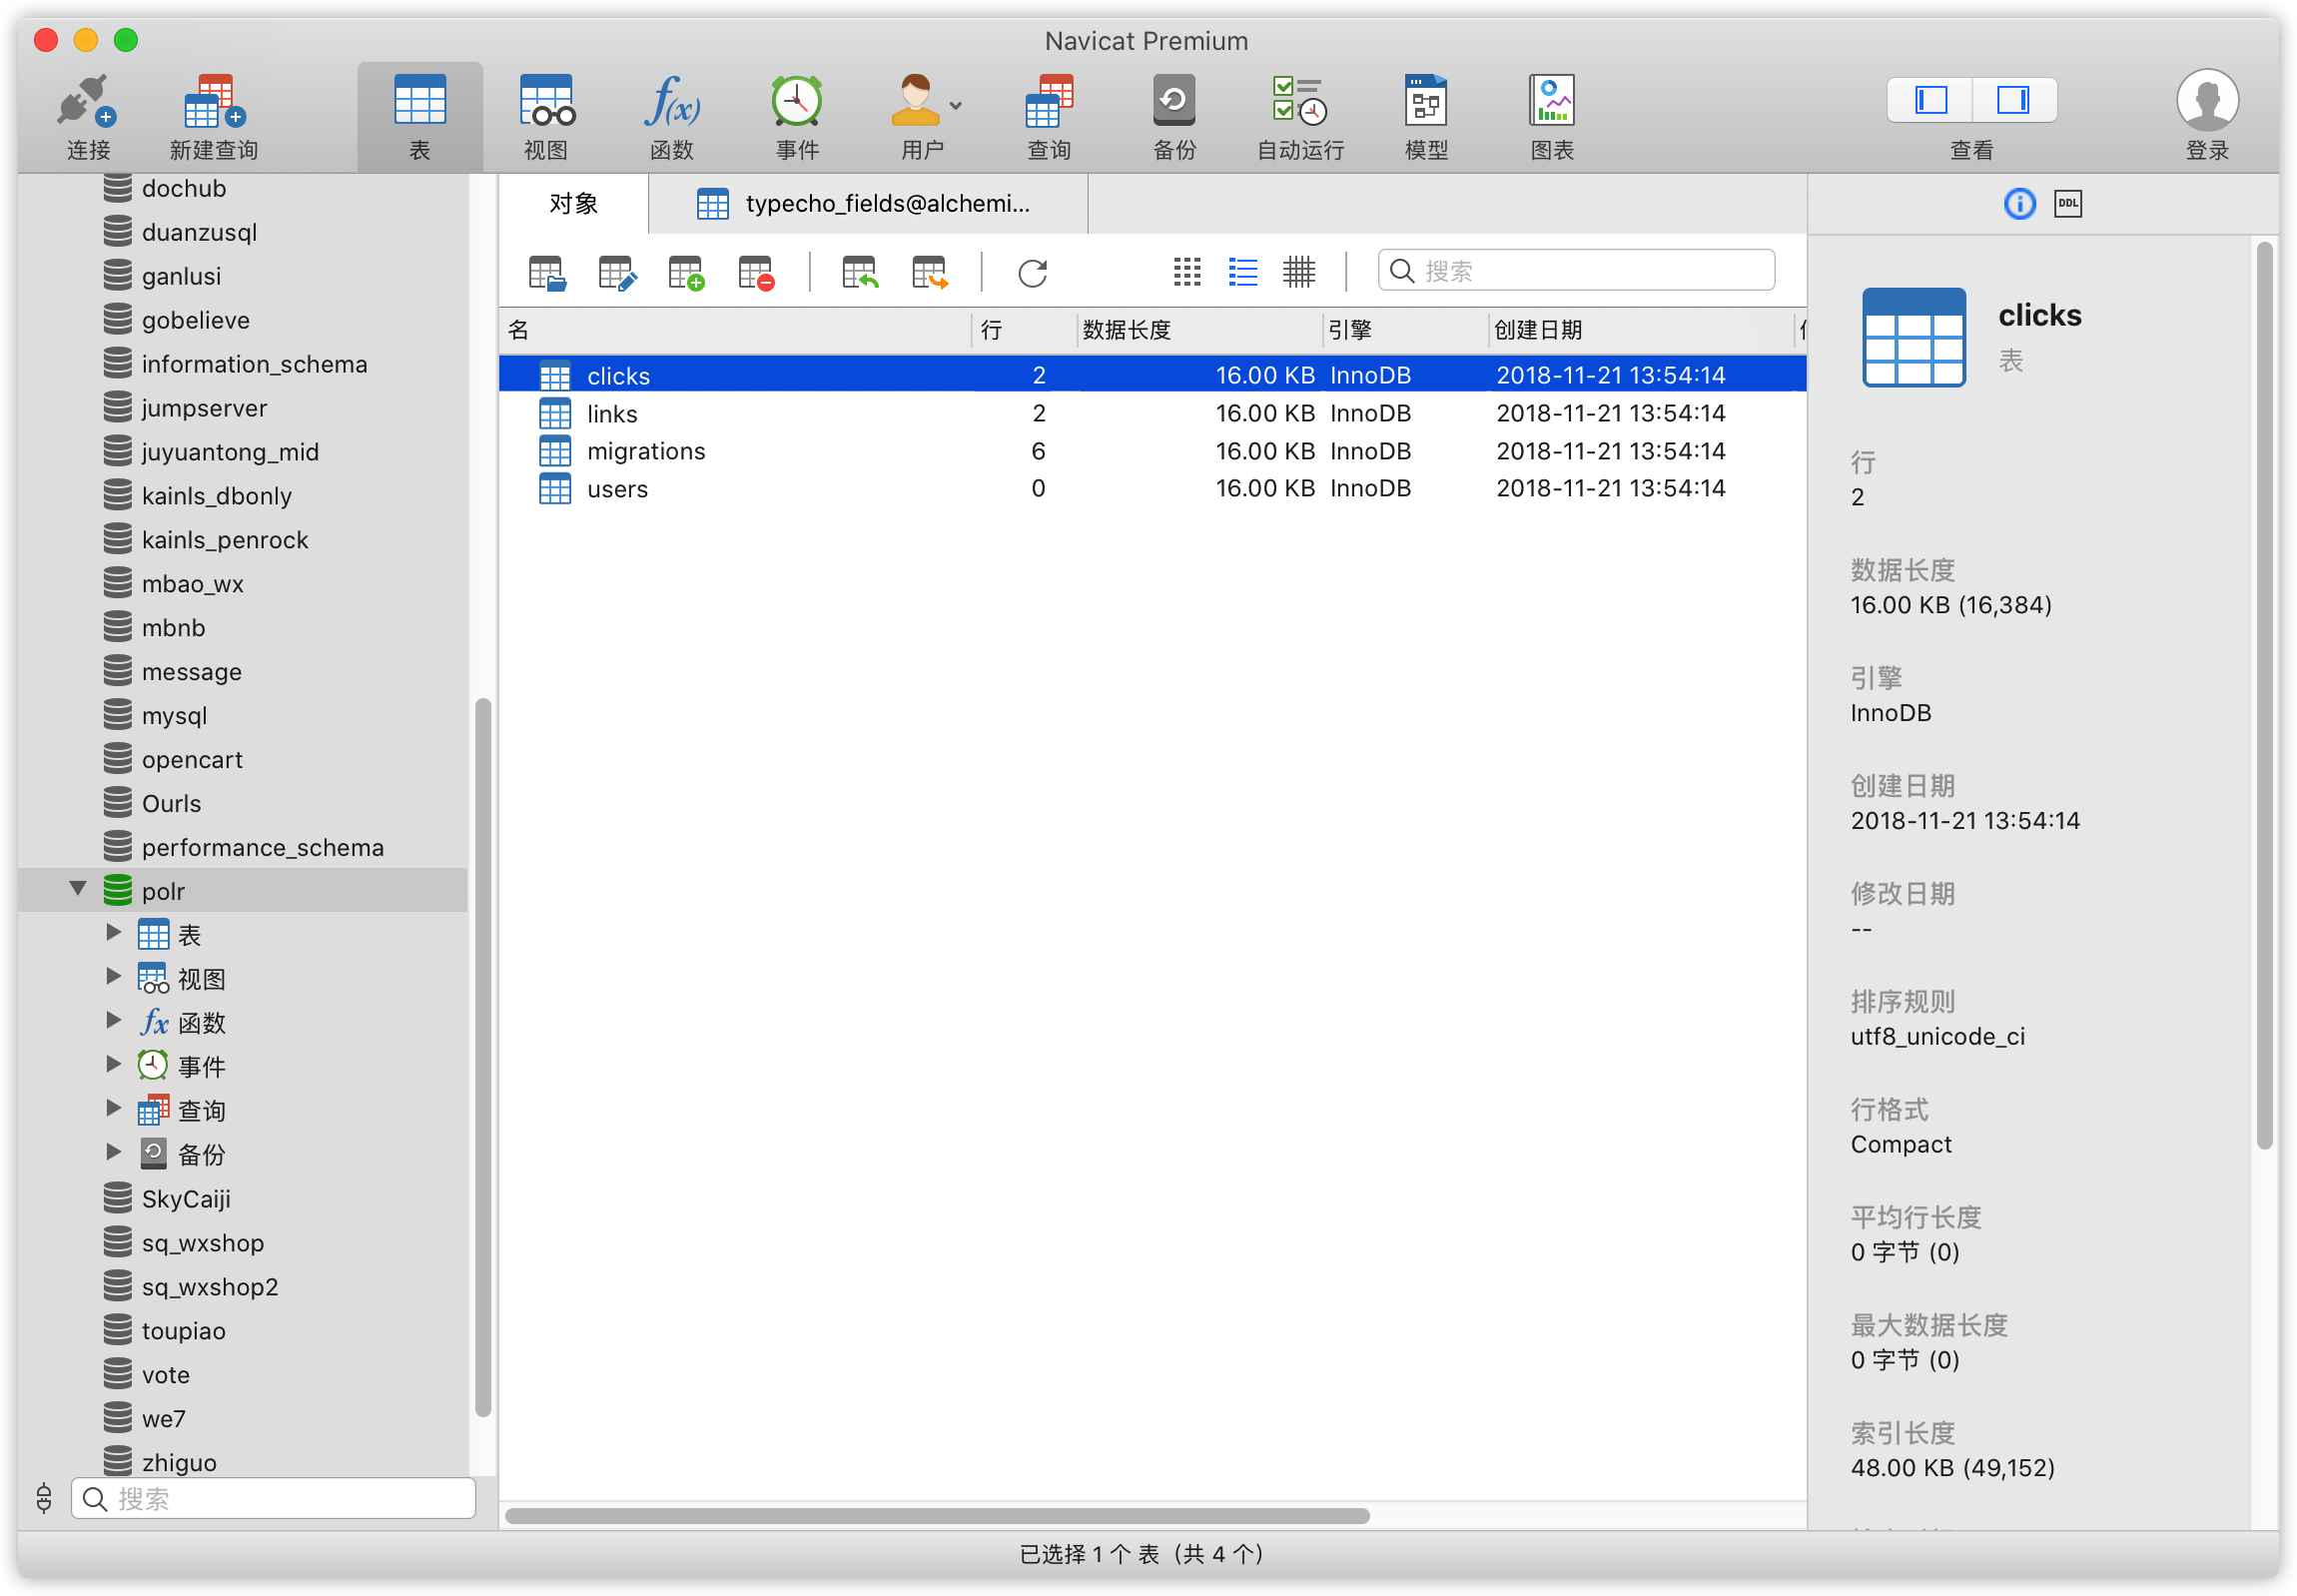 Navicat Premium
连接
新建查询
表
视图
函数
事件
用户
查询
备份
自动运行
模型
图表
查看
登录
dochub
duanzusql
ganlusi
gobelieve
information_schema
jumpserver
juyuantong_mid
kainls_dbonly
kainls_penrock
mbao_wx
mbnb
message
mysql
opencart
Ourls
performance_schema
polr
表
视图
函数
事件
查询
备份
SkyCaiji
sq_wxshop
sq_wxshop2
toupiao
vote
we7
zhiguo
搜索
对象
typecho_fields@alchemi...
搜索
名 行 数据长度 引擎 创建日期
clicks 2 16.00 KB InnoDB 2018-11-21 13:54:14
links 2 16.00 KB InnoDB 2018-11-21 13:54:14
migrations 6 16.00 KB InnoDB 2018-11-21 13:54:14
users 0 16.00 KB InnoDB 2018-11-21 13:54:14
DDL
clicks
表
行
2
数据长度
16.00 KB (16,384)
引擎
InnoDB
创建日期
2018-11-21 13:54:14
修改日期
--
排序规则
utf8_unicode_ci
行格式
Compact
平均行长度
0 字节 (0)
最大数据长度
0 字节 (0)
索引长度
48.00 KB (49,152)
已选择 1 个 表（共 4 个）